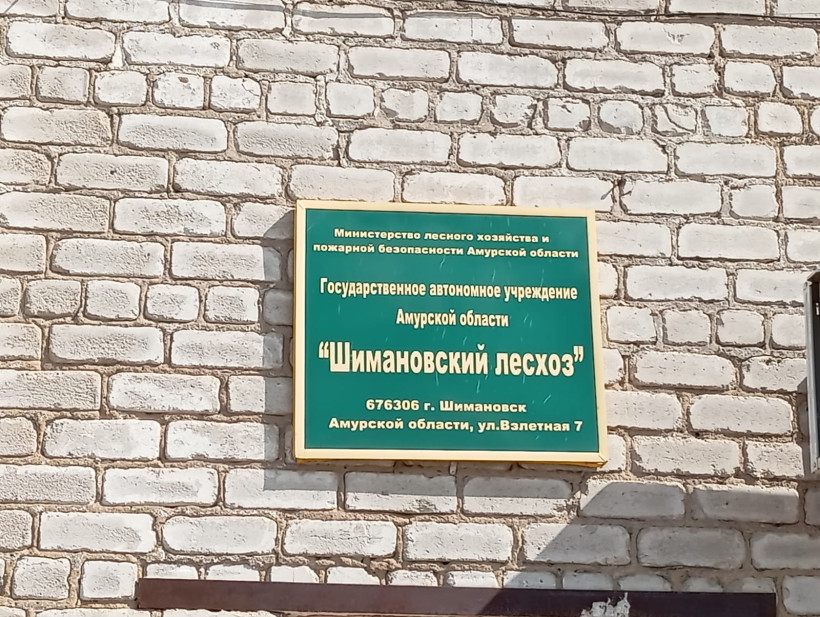 Министерство лесного хозяйства и
пожарной безопасности Амурской области
Государственное автономное учреждение
Амурской области
“Шимановский лесхоз”
676306 г. Шимановск
Амурской области, ул.Взлетная 7